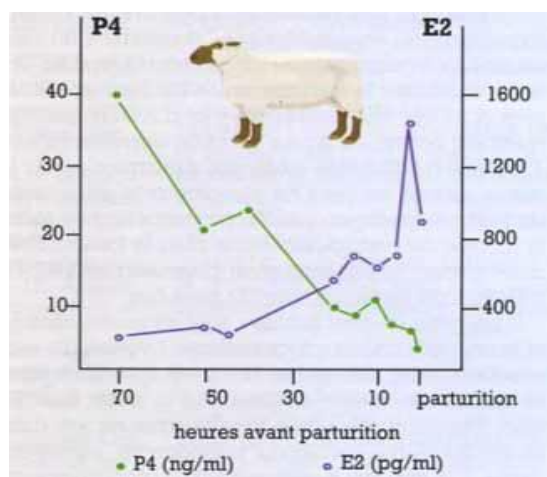 P4 E2
40 1600
30 1200
20 800
10 400
70 50 30 10 parturition
heures avant parturition
P4 (ng/ml) E2 (pg/ml)